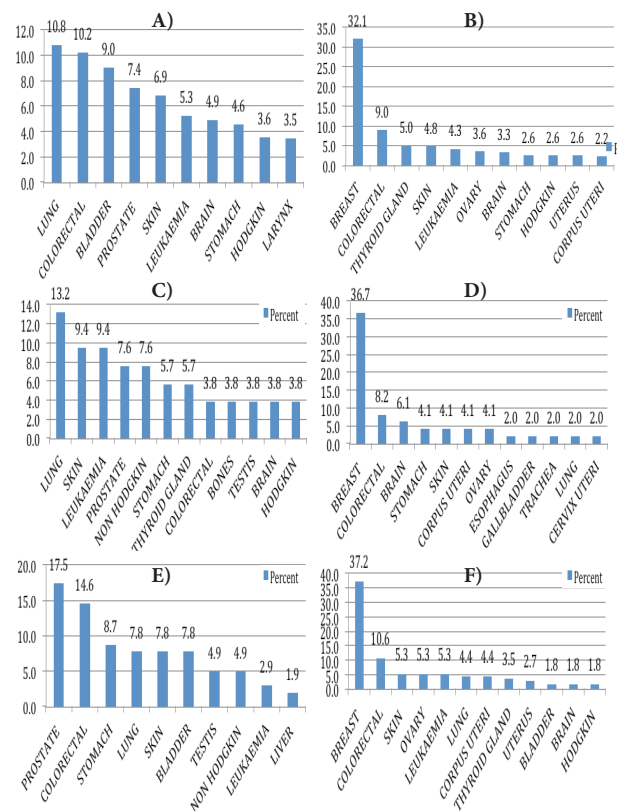 A)
12.0
10.0
8.0
6.0
4.0
2.0
0.0
10.8
10.2
9.0
7.4
6.9
5.3
4.9
4.6
3.6
3.5
LUNG
COLORECTAL
BLADDER
PROSTATE
SKIN
LEUKAEMIA
BRAIN
STOMACH
HODGKIN
LARYNX
B)
35.0
30.0
25.0
20.0
15.0
10.0
5.0
0.0
32.1
9.0
5.0
4.8
4.3
3.6
3.3
2.6
2.6
2.6
2.2
BREAST
COLORECTAL
THYROID GLAND
SKIN
LEUKAEMIA
OVARY
BRAIN
STOMACH
HODGKIN
UTERUS
CORPUS UTERI
C)
Percent
14.0
12.0
10.0
8.0
6.0
4.0
2.0
0.0
13.2
9.4
9.4
7.6
7.6
5.7
5.7
3.8
3.8
3.8
3.8
3.8
LUNG
SKIN
LEUKAEMIA
PROSTATE
NON HODGKIN
STOMACH
THYROID GLAND
COLORECTAL
BONES
TESTIS
BRAIN
HODGKIN
D)
Percent
40.0
35.0
30.0
25.0
20.0
15.0
10.0
5.0
0.0
36.7
8.2
6.1
4.1
4.1
4.1
4.1
2.0
2.0
2.0
2.0
2.0
BREAST
COLORECTAL
BRAIN
STOMACH
SKIN
CORPUS UTERI
OVARY
ESOPHAGUS
GALLBLADDER
TRACHEA
LUNG
CERVIX UTERI
E)
Percent
20.0
15.0
10.0
5.0
0.0
17.5
14.6
8.7
7.8
7.8
7.8
4.9
4.9
2.9
1.9
PROSTATE
COLORECTAL
STOMACH
LUNG
SKIN
BLADDER
TESTIS
NON HODGKIN
LEUKAEMIA
LIVER
F)
Percent
40.0
35.0
30.0
25.0
20.0
15.0
10.0
5.0
0.0
37.2
10.6
5.3
5.3
5.3
4.4
4.4
3.5
2.7
1.8
1.8
1.8
BREAST
COLORECTAL
SKIN
OVARY
LEUKAEMIA
LUNG
CORPUS UTERI
THYROID GLAND
UTERUS
BLADDER
BRAIN
HODGKIN